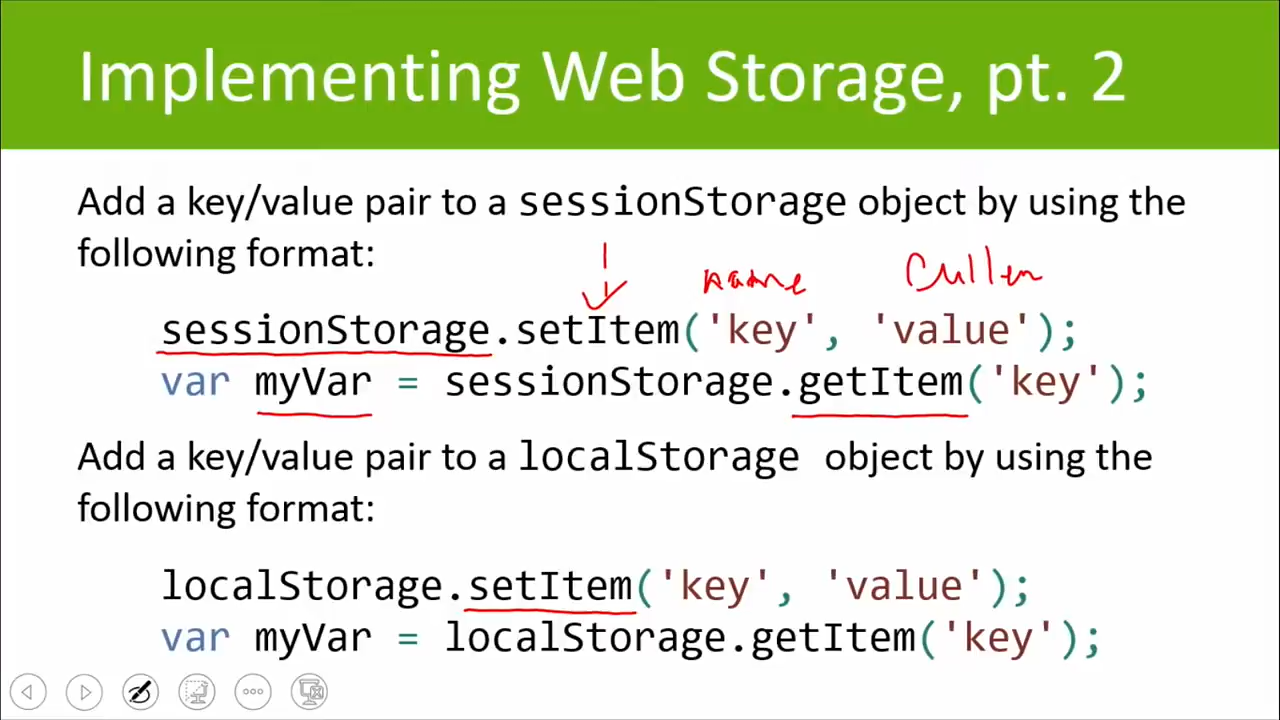 Implementing Web Storage, pt. 2
Add a key/value pair to a sessionStorage object by using the
following format:
name Cullen
sessionStorage.setItem('key', 'value');
var myVar = sessionStorage.getItem('key');
Add a key/value pair to a localStorage object by using the
following format:
localStorage.setItem('key', 'value');
var myVar = localStorage.getItem('key');